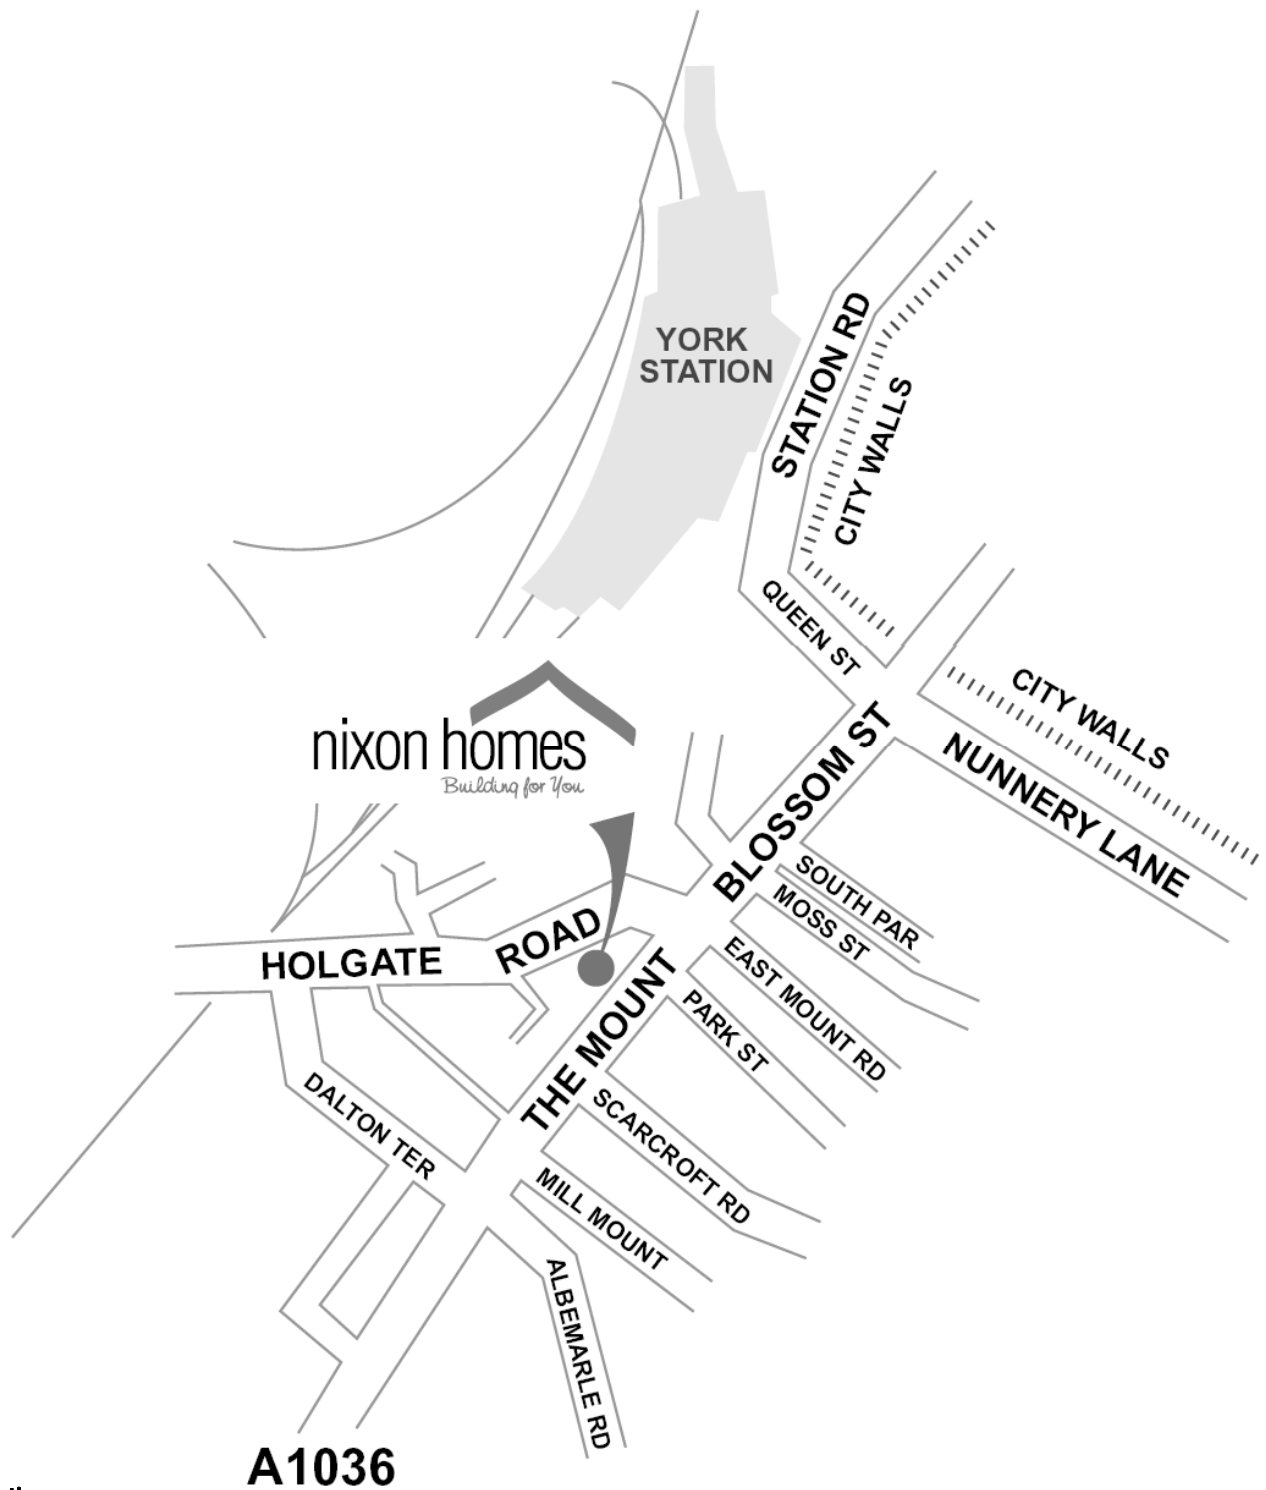 YORK
STATION
STATION RD
CITY WALLS
QUEEN ST
CITY WALLS
nixon homes
Building for You
BLOSSOM ST
NUNNERY LANE
SOUTH PAR
MOSS ST
HOLGATE ROAD
EAST MOUNT RD
THE MOUNT
PARK ST
DALTON TER
SCARCROFT RD
MILL MOUNT
ALBEMARLE RD
A1036